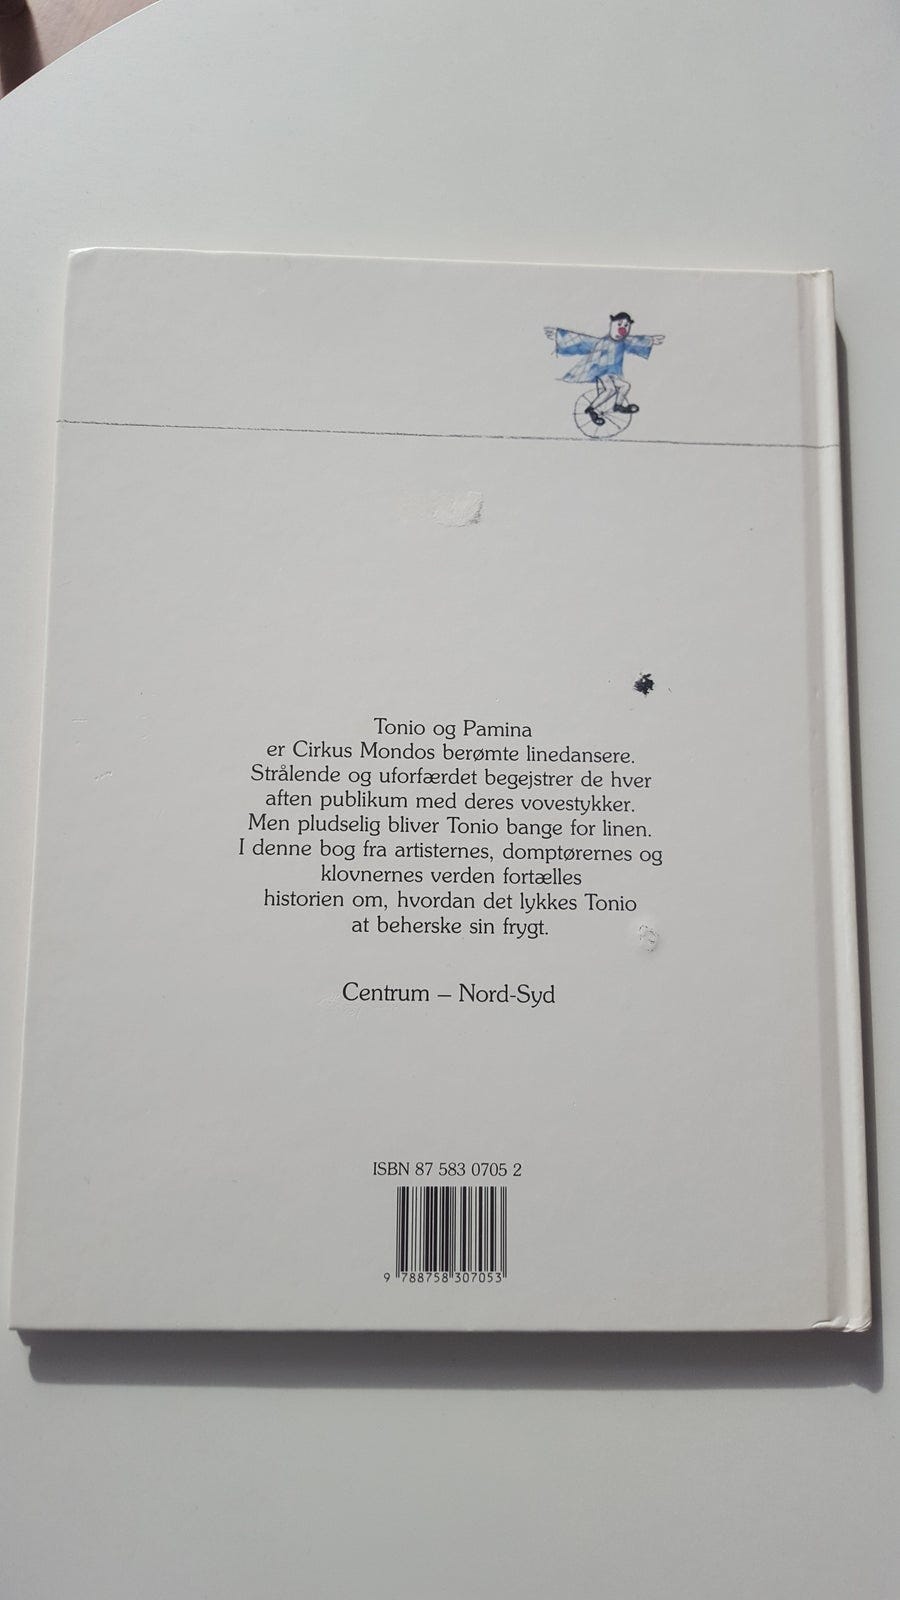 Tonio og Pamina
er Cirkus Mondos berømte linedansere.
Strålende og uforfærdet begejstrer de hver
aften publikum med deres vovestykker.
Men pludselig bliver Tonio bange for linen.
I denne bog fra artisternes, domptørernes og
klovnernes verden fortælles
historien om, hvordan det lykkes Tonio
at beherske sin frygt.
Centrum – Nord-Syd
ISBN 87 583 0705 2
9 788758 307053